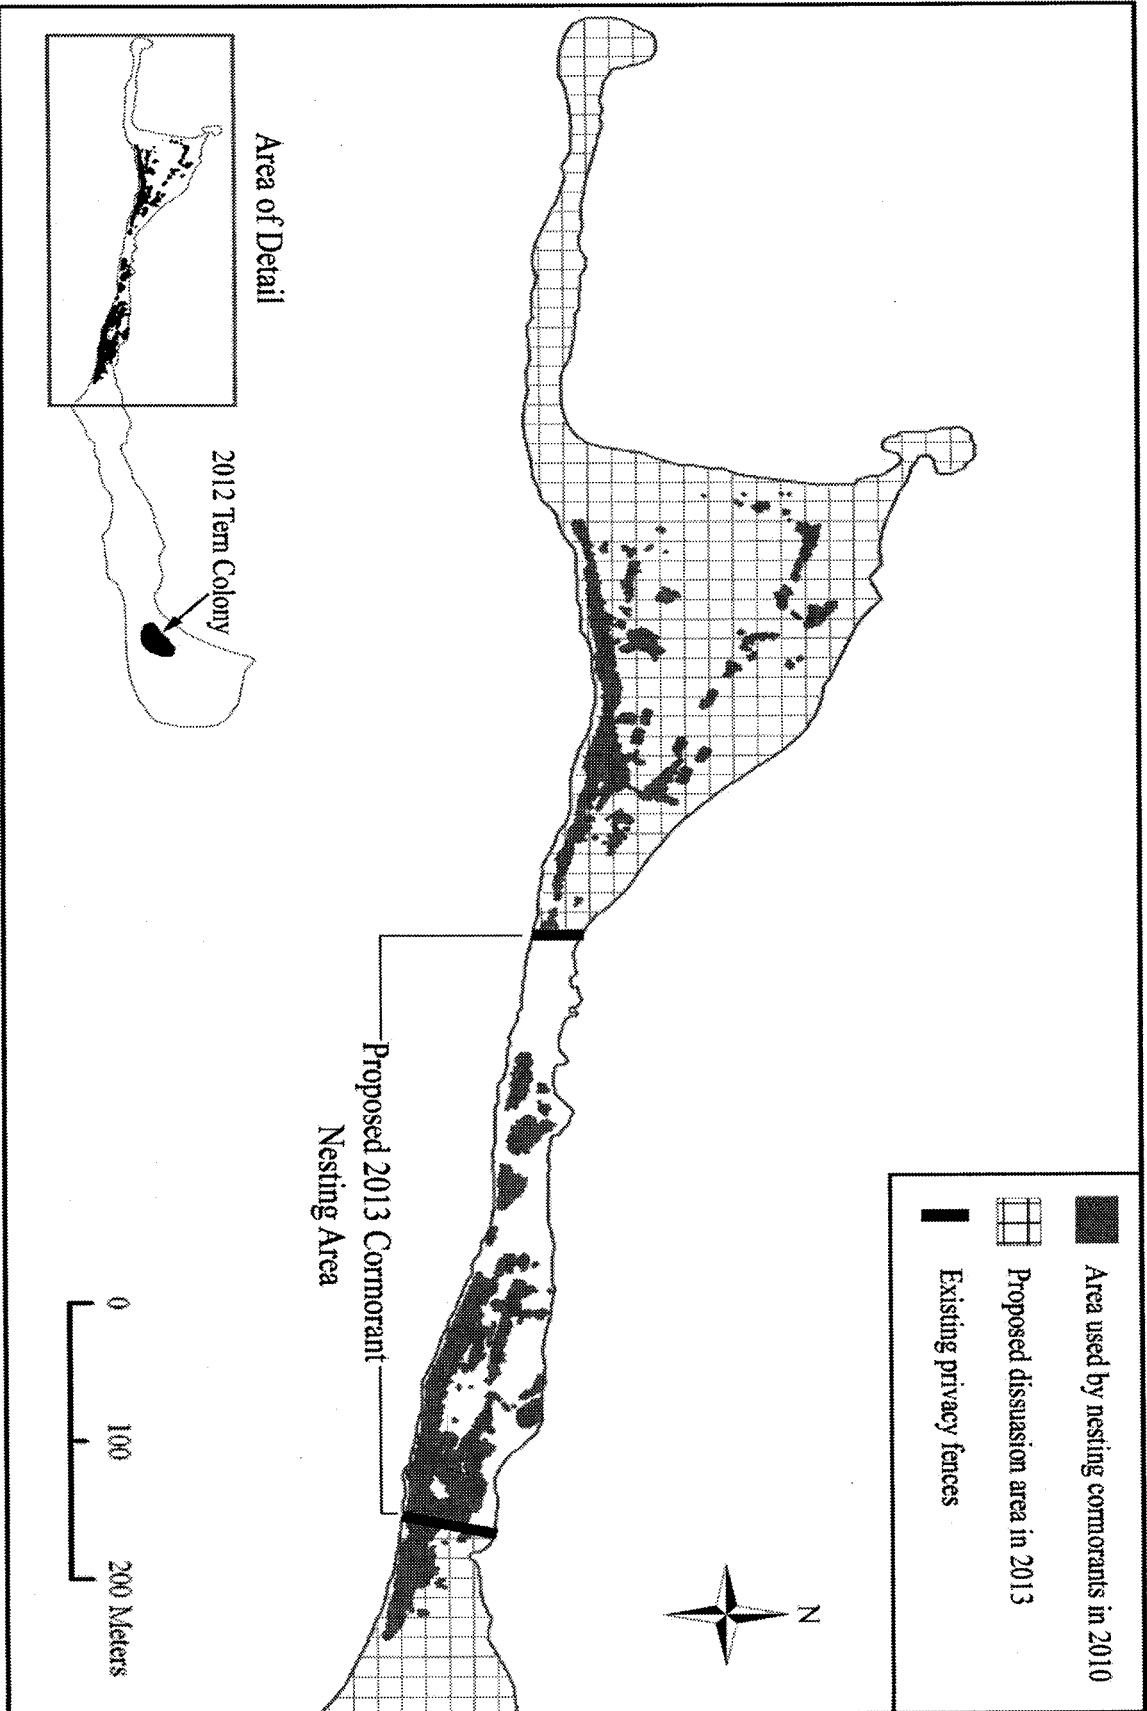 Area used by nesting cormorants in 2010
Proposed dissuasion area in 2013
Existing privacy fences
N
Area of Detail
2012 Tern Colony
Proposed 2013 Cormorant
Nesting Area
0
100
200 Meters